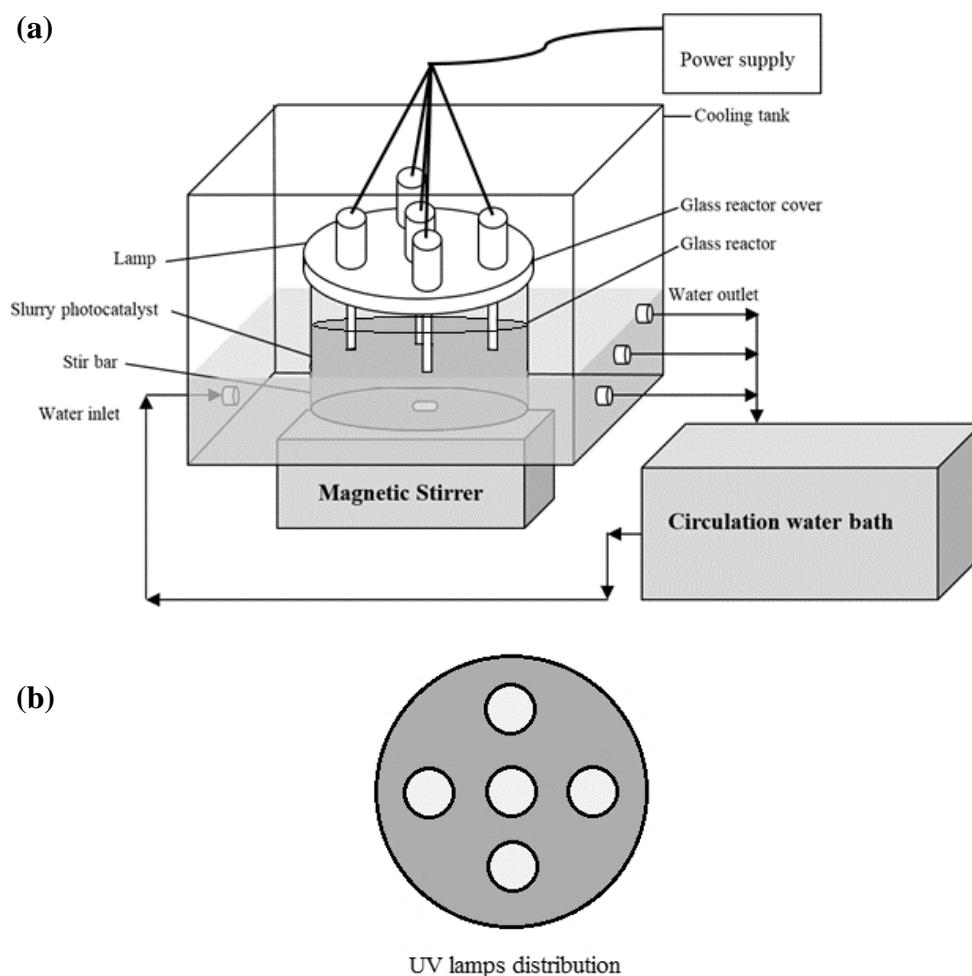 (a)
Power supply
Cooling tank
Glass reactor cover
Glass reactor
Lamp
Water outlet
Slurry photocatalyst
Stir bar
Water inlet
Magnetic Stirrer
Circulation water bath
(b)
UV lamps distribution